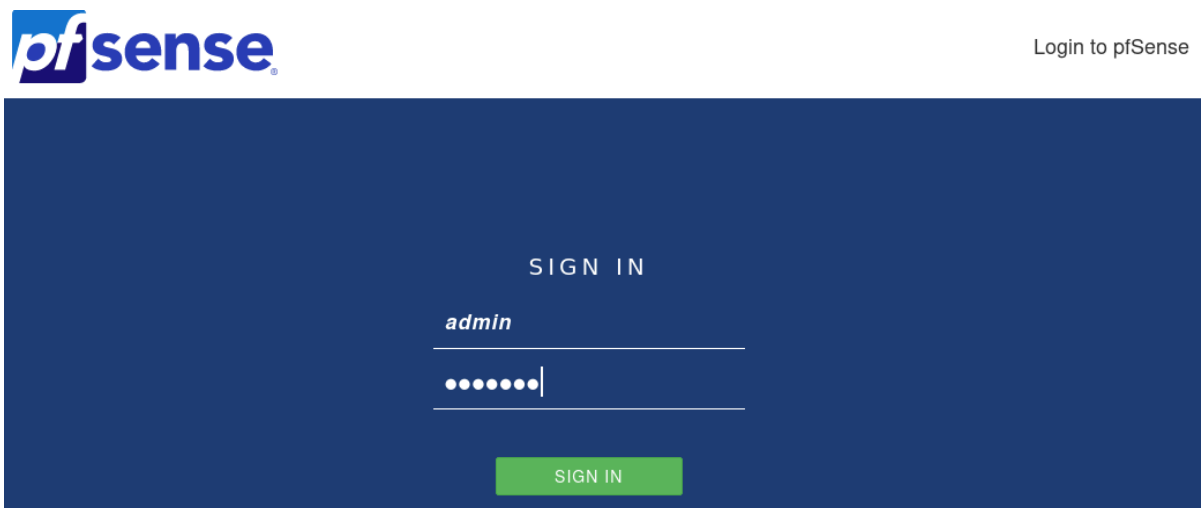 pfsense®
Login to pfSense
SIGN IN
admin
•••••••
SIGN IN